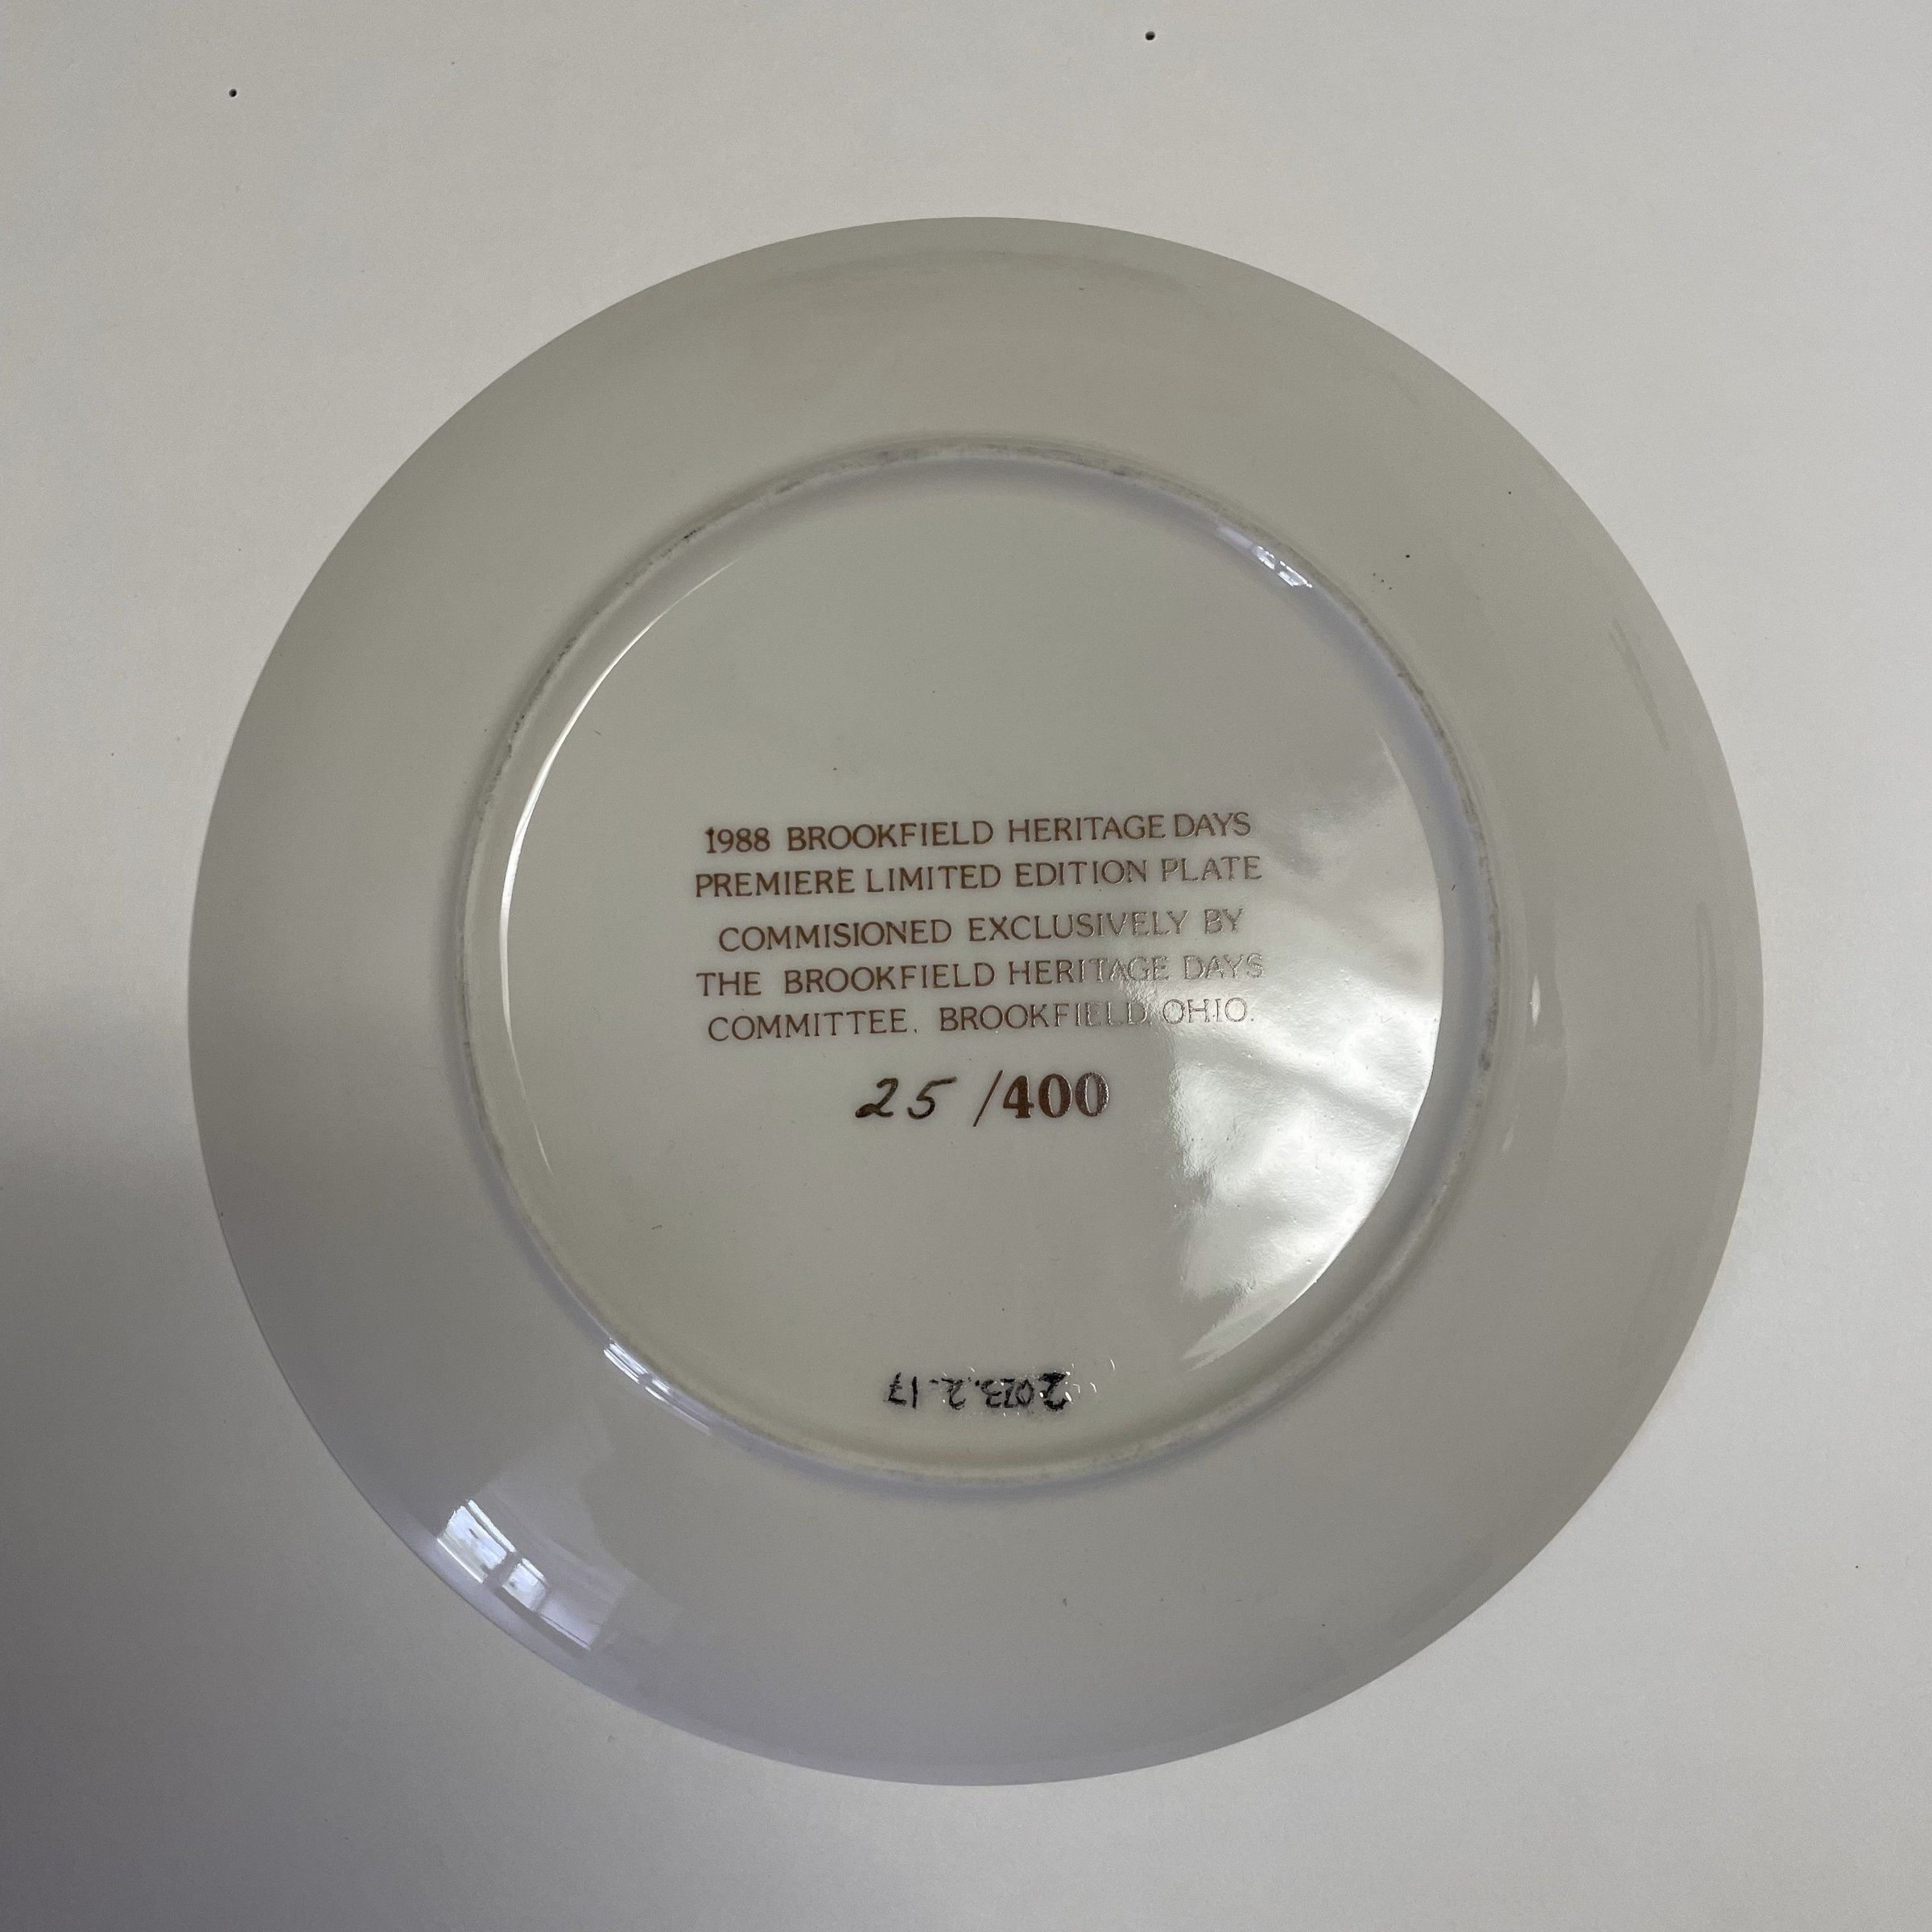 1988 BROOKFIELD HERITAGE DAYS
PREMIERE LIMITED EDITION PLATE
COMMISIONED EXCLUSIVELY BY
THE BROOKFIELD HERITAGE DAYS
COMMITTEE. BROOKFIELD OHIO.
25 /400
2023.2.17